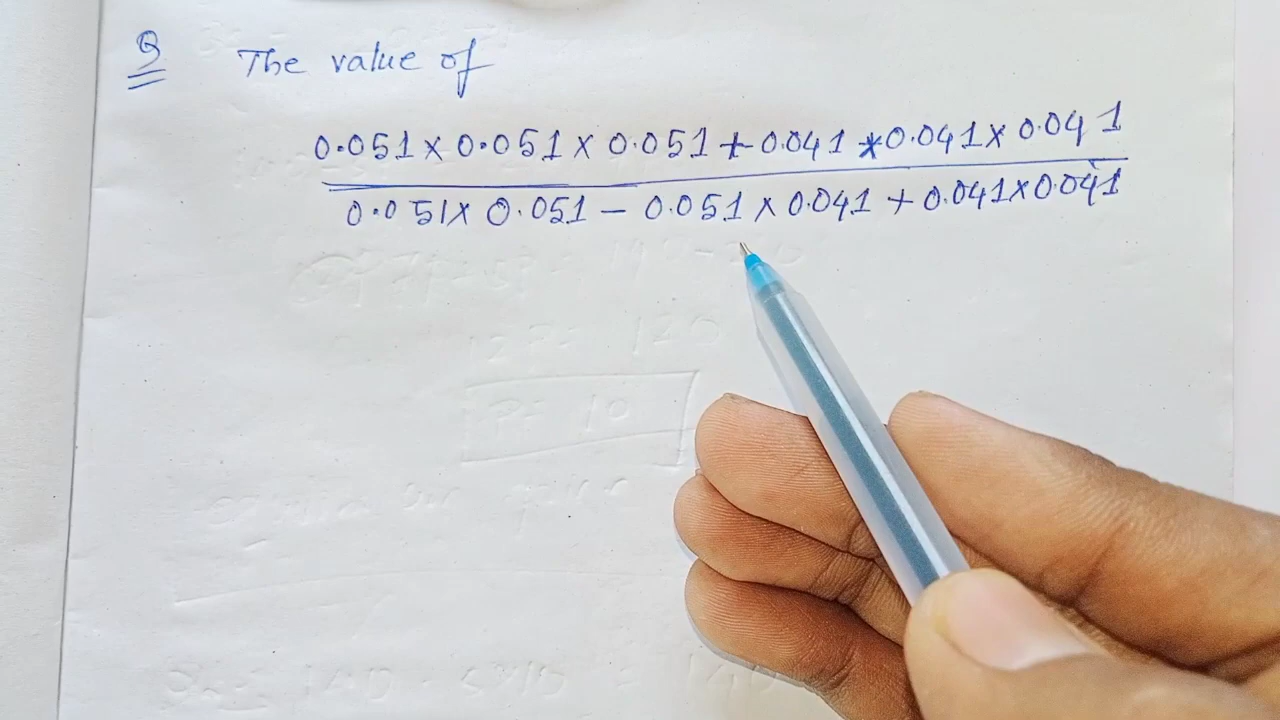 Q The value of
0.051 x 0.051 x 0.051 + 0.041 * 0.041 x 0.041
0.051 x 0.051 - 0.051 x 0.041 + 0.041 x 0.041